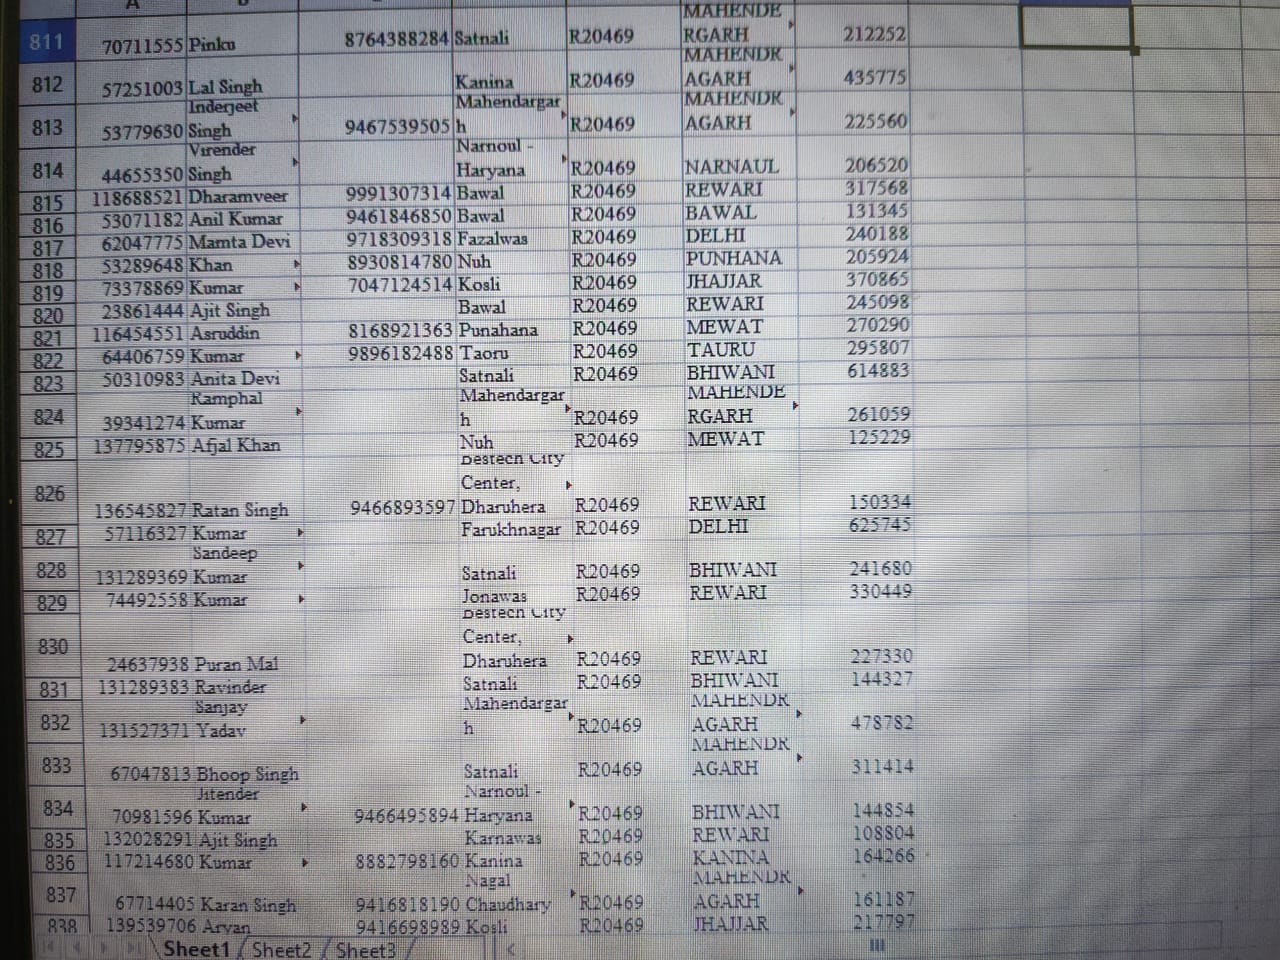 A
811 70711555 Pinku 8764388284 Satnali R20469 MAHENDE
RGARH 212252
812 57251003 Lal Singh Kanina R20469 MAHENDR
AGARH 435775
813 53779630 Inderjeet
Singh 9467539505 Mahendargar
h R20469 MAHENDR
AGARH 225560
814 44655350 Virender
Singh Narnoul -
Haryana R20469 NARNAUL 206520
815 118688521 Dharamveer 9991307314 Bawal R20469 REWARI 317568
816 53071182 Anil Kumar 9461846850 Bawal R20469 BAWAL 131345
817 62047775 Mamta Devi 9718309318 Fazalwas R20469 DELHI 240188
818 53289648 Khan 8930814780 Nuh R20469 PUNHANA 205924
819 73378869 Kumar 7047124514 Kosli R20469 JHAJJAR 370865
820 23861444 Ajit Singh Bawal R20469 REWARI 245098
821 116454551 Asruddin 8168921363 Punahana R20469 MEWAT 270290
822 64406759 Kumar 9896182488 Taoru R20469 TAURU 295807
823 50310983 Anita Devi Satnali R20469 BHIWANI 614883
824 39341274 Ramphal
Kumar Mahendargar
h R20469 MAHENDE
RGARH 261059
825 137795875 Afjal Khan Nuh R20469 MEWAT 125229
826 136545827 Ratan Singh 9466893597 Bestech City
Center,
Dharuhera R20469 REWARI 150334
827 57116327 Kumar Farukhnagar R20469 DELHI 625745
828 131289369 Sandeep
Kumar Satnali R20469 BHIWANI 241680
829 74492558 Kumar Jonawas R20469 REWARI 330449
830 24637938 Puran Mal Bestech City
Center,
Dharuhera R20469 REWARI 227330
831 131289383 Ravinder Satnali R20469 BHIWANI 144327
832 131527371 Sanjay
Yadav Mahendargar
h R20469 MAHENDR
AGARH 478782
833 67047813 Bhoop Singh Satnali R20469 MAHENDR
AGARH 311414
834 70981596 Jitender
Kumar 9466495894 Narnoul -
Haryana R20469 BHIWANI 144854
835 132028291 Ajit Singh Karnawas R20469 REWARI 108804
836 117214680 Kumar 8882798160 Kanina R20469 KANINA 164266
837 67714405 Karan Singh 9416818190 Nagal
Chaudhary R20469 MAHENDR
AGARH 161187
838 139539706 Aryan 9416698989 Kosli R20469 JHAJJAR 217797
Sheet1 Sheet2 Sheet3